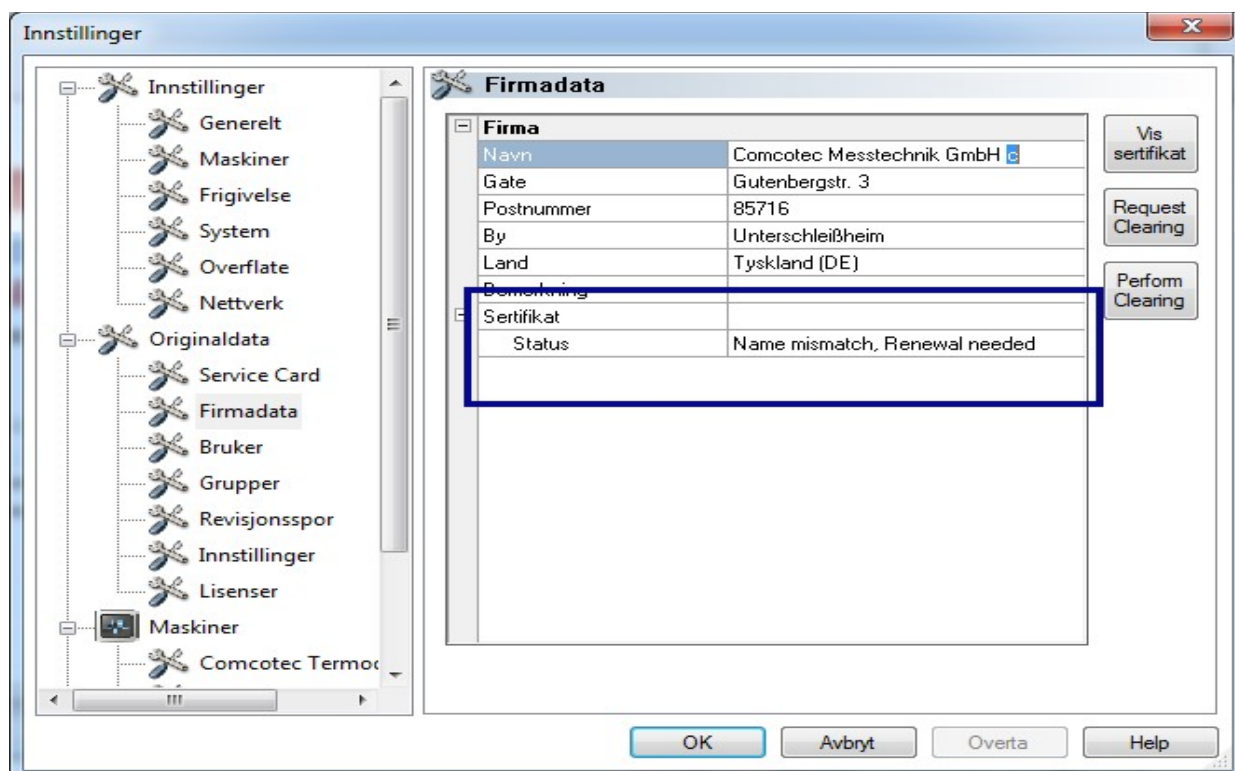 Innstillinger
Innstillinger
Generelt
Maskiner
Frigivelse
System
Overflate
Nettverk
Originaldata
Service Card
Firmadata
Bruker
Grupper
Revisjonsspor
Innstillinger
Lisenser
Maskiner
Comcotec Termo
Firmadata
Firma
Navn Comcotec Messtechnik GmbH c
Gate Gutenbergstr. 3
Postnummer 85716
By Unterschleißheim
Land Tyskland (DE)
Bemerkning
Sertifikat
Status Name mismatch, Renewal needed
Vis
sertifikat
Request
Clearing
Perform
Clearing
OK Avbryt Overta Help